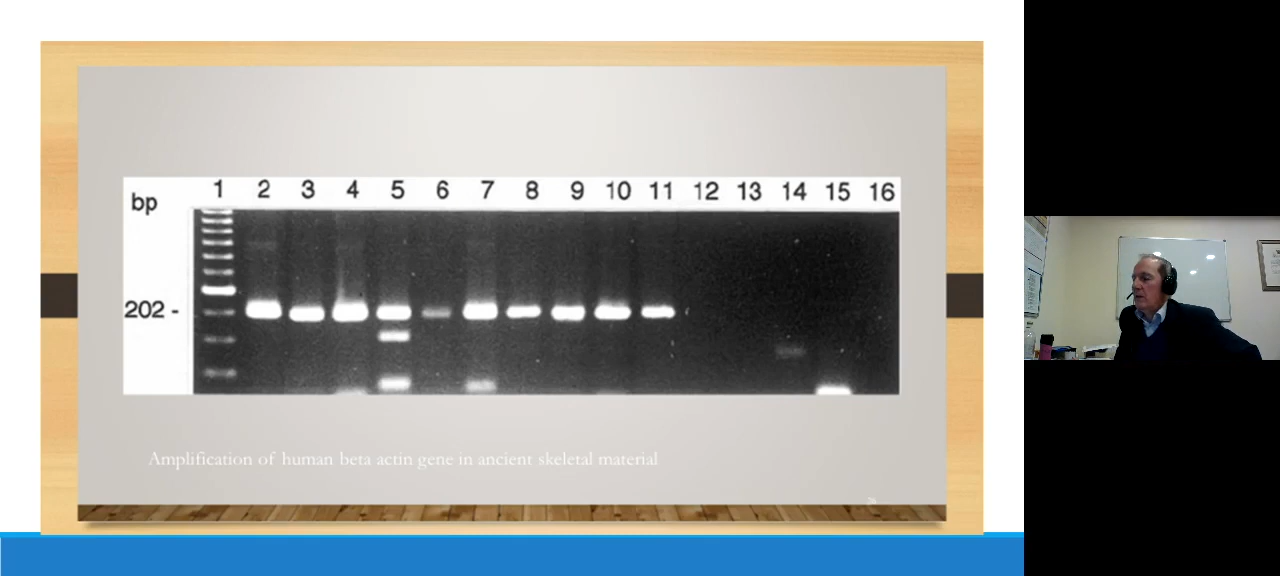 bp 1 2 3 4 5 6 7 8 9 10 11 12 13 14 15 16
202 -
Amplification of human beta actin gene in ancient skeletal material